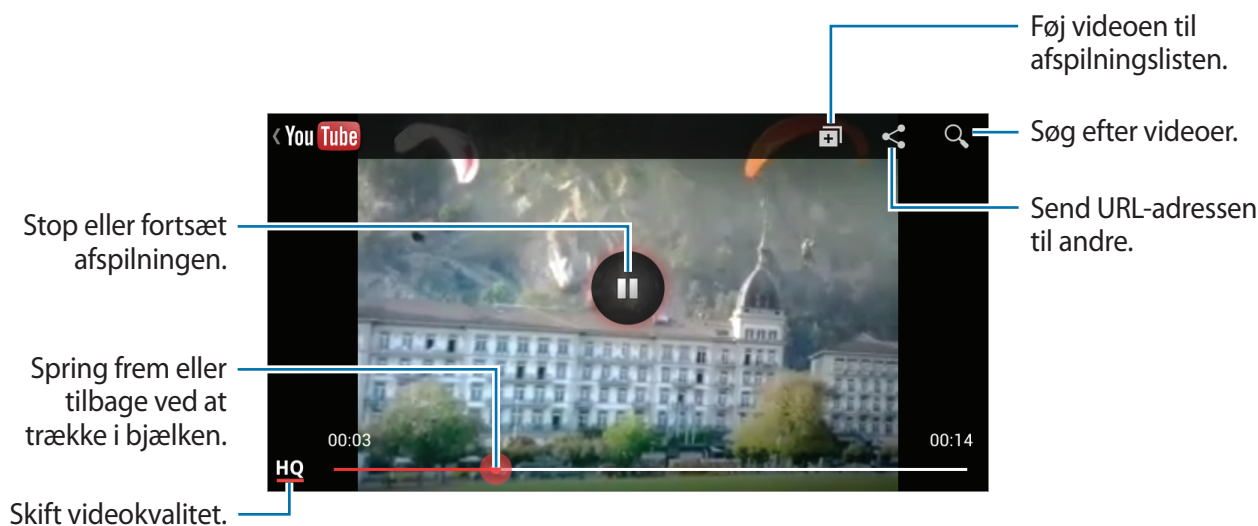 Føj videoen til
afspilningslisten.
You Tube
Søg efter videoer.
Send URL-adressen
til andre.
Stop eller fortsæt
afspilningen.
Spring frem eller
tilbage ved at
trække i bjælken.
00:03
00:14
HQ
Skift videokvalitet.